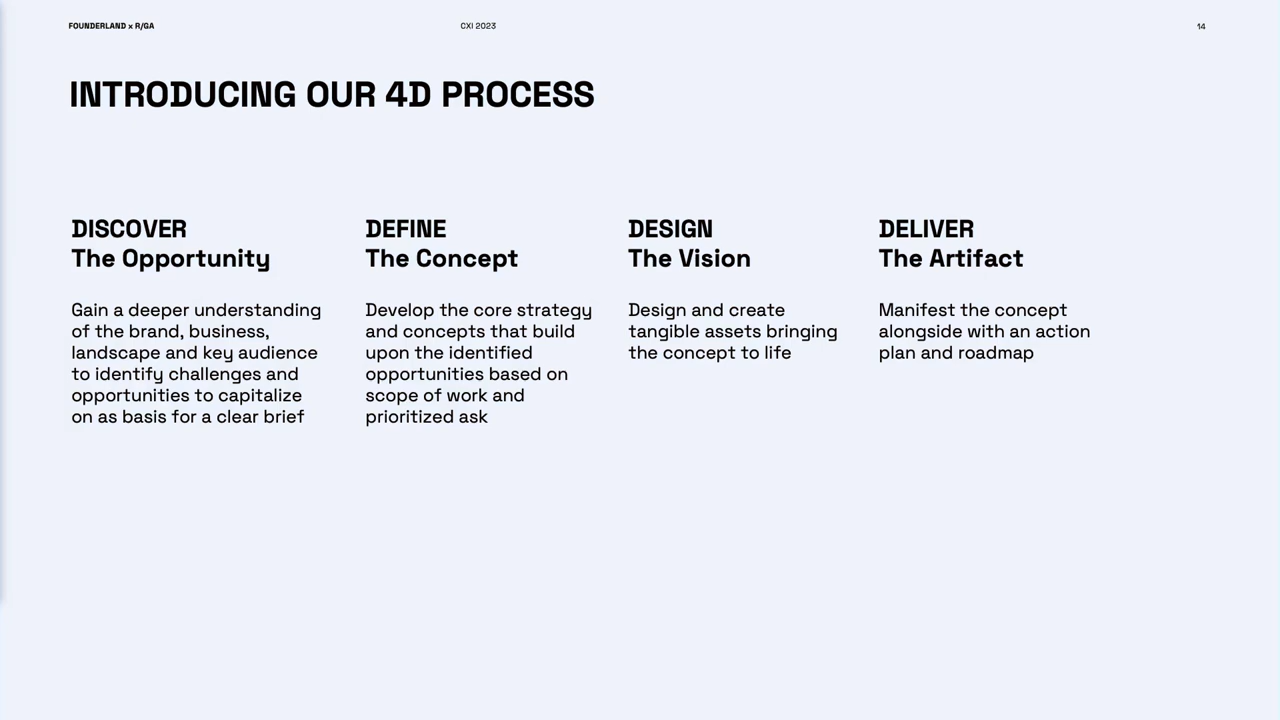 FOUNDERLAND x R/GA
CXI 2023
14
INTRODUCING OUR 4D PROCESS
DISCOVER
The Opportunity
Gain a deeper understanding
of the brand, business,
landscape and key audience
to identify challenges and
opportunities to capitalize
on as basis for a clear brief
DEFINE
The Concept
Develop the core strategy
and concepts that build
upon the identified
opportunities based on
scope of work and
prioritized ask
DESIGN
The Vision
Design and create
tangible assets bringing
the concept to life
DELIVER
The Artifact
Manifest the concept
alongside with an action
plan and roadmap